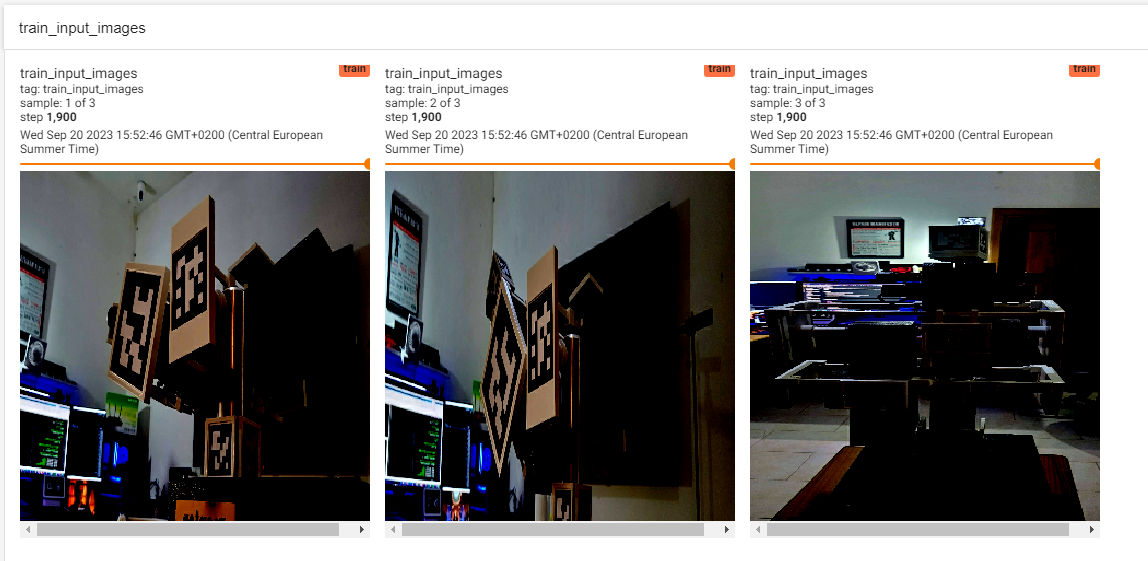 train_input_images
train_input_images
train
tag: train_input_images
sample: 1 of 3
step 1,900
Wed Sep 20 2023 15:52:46 GMT+0200 (Central European
Summer Time)
train_input_images
train
tag: train_input_images
sample: 2 of 3
step 1,900
Wed Sep 20 2023 15:52:46 GMT+0200 (Central European
Summer Time)
train_input_images
train
tag: train_input_images
sample: 3 of 3
step 1,900
Wed Sep 20 2023 15:52:46 GMT+0200 (Central European
Summer Time)